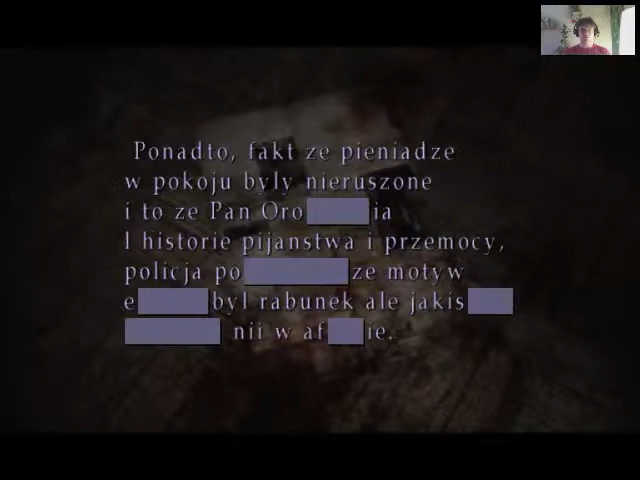 Ponadto, fakt ze pieniadze
w pokoju byly nieruszone
i to ze Pan Oro ia
I historie pijanstwa i przemocy,
policja po ze motyw
e byl rabunek ale jakis
nii w af ie.